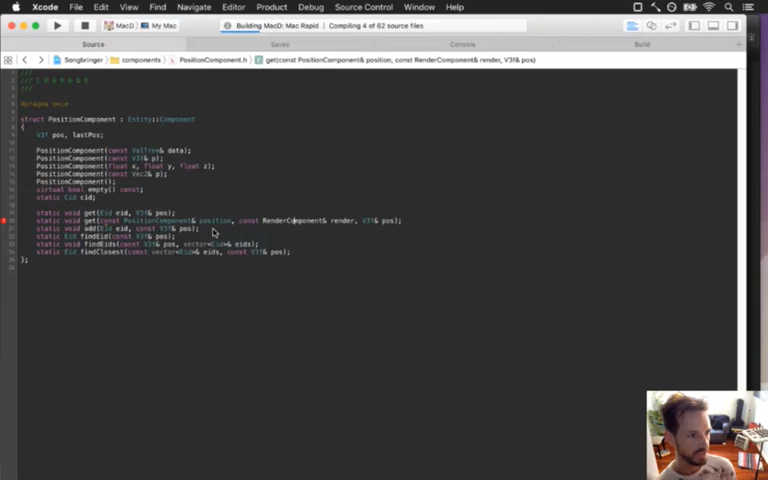 Xcode File Edit View Find Navigate Editor Product Debug Source Control Window Help
MacD My Mac Building MacD: Mac Rapid Compiling 4 of 62 source files
Source Saves Console Build
Songbringer components PositionComponent.h get(const PositionComponent& position, const RenderComponent& render, V3f& pos)
///
///
#pragma once
struct PositionComponent : Entity::Component
{
V3f pos, lastPos;
PositionComponent(const ValTree& data);
PositionComponent(const V3f& p);
PositionComponent(float x, float y, float z);
PositionComponent(const Vec2& p);
PositionComponent();
virtual bool empty() const;
static Cid cid;
static void get(Eid eid, V3f& pos);
static void get(const PositionComponent& position, const RenderComponent& render, V3f& pos);
static void add(Eid eid, const V3f& pos);
static Eid findEid(const V3f& pos);
static void findEids(const V3f& pos, vector<Eid>& eids);
static Eid findClosest(const vector<Eid>& eids, const V3f& pos);
};